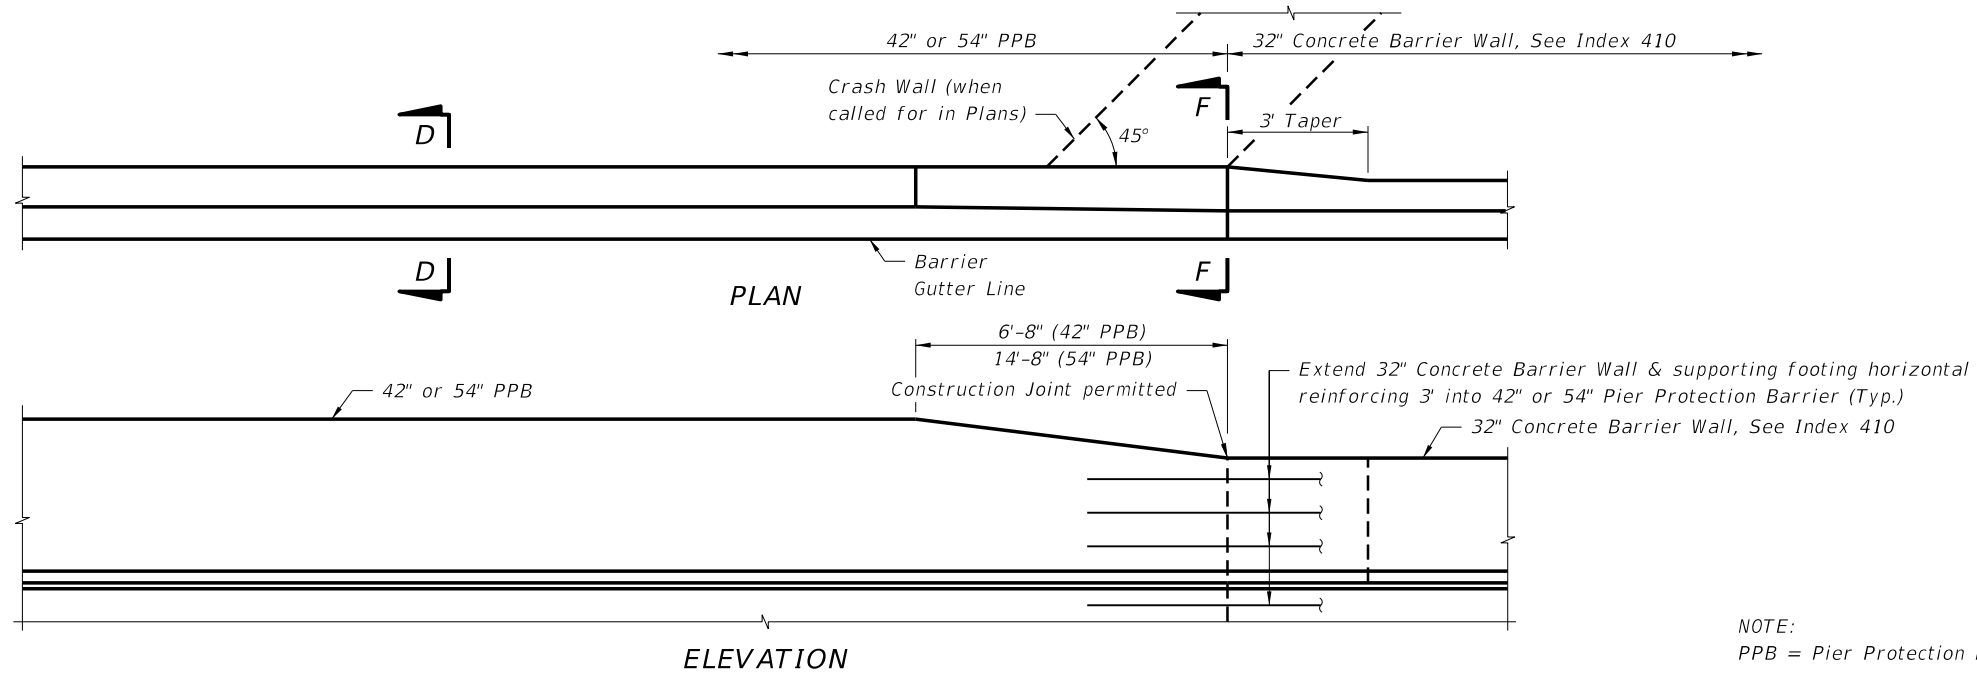 42" or 54" PPB
32" Concrete Barrier Wall, See Index 410
Crash Wall (when
called for in Plans)
45°
F
3' Taper
D
D
F
Barrier
Gutter Line
PLAN
6'-8" (42" PPB)
14'-8" (54" PPB)
Construction Joint permitted
42" or 54" PPB
Extend 32" Concrete Barrier Wall & supporting footing horizontal
reinforcing 3' into 42" or 54" Pier Protection Barrier (Typ.)
32" Concrete Barrier Wall, See Index 410
ELEVATION
NOTE:
PPB = Pier Protection